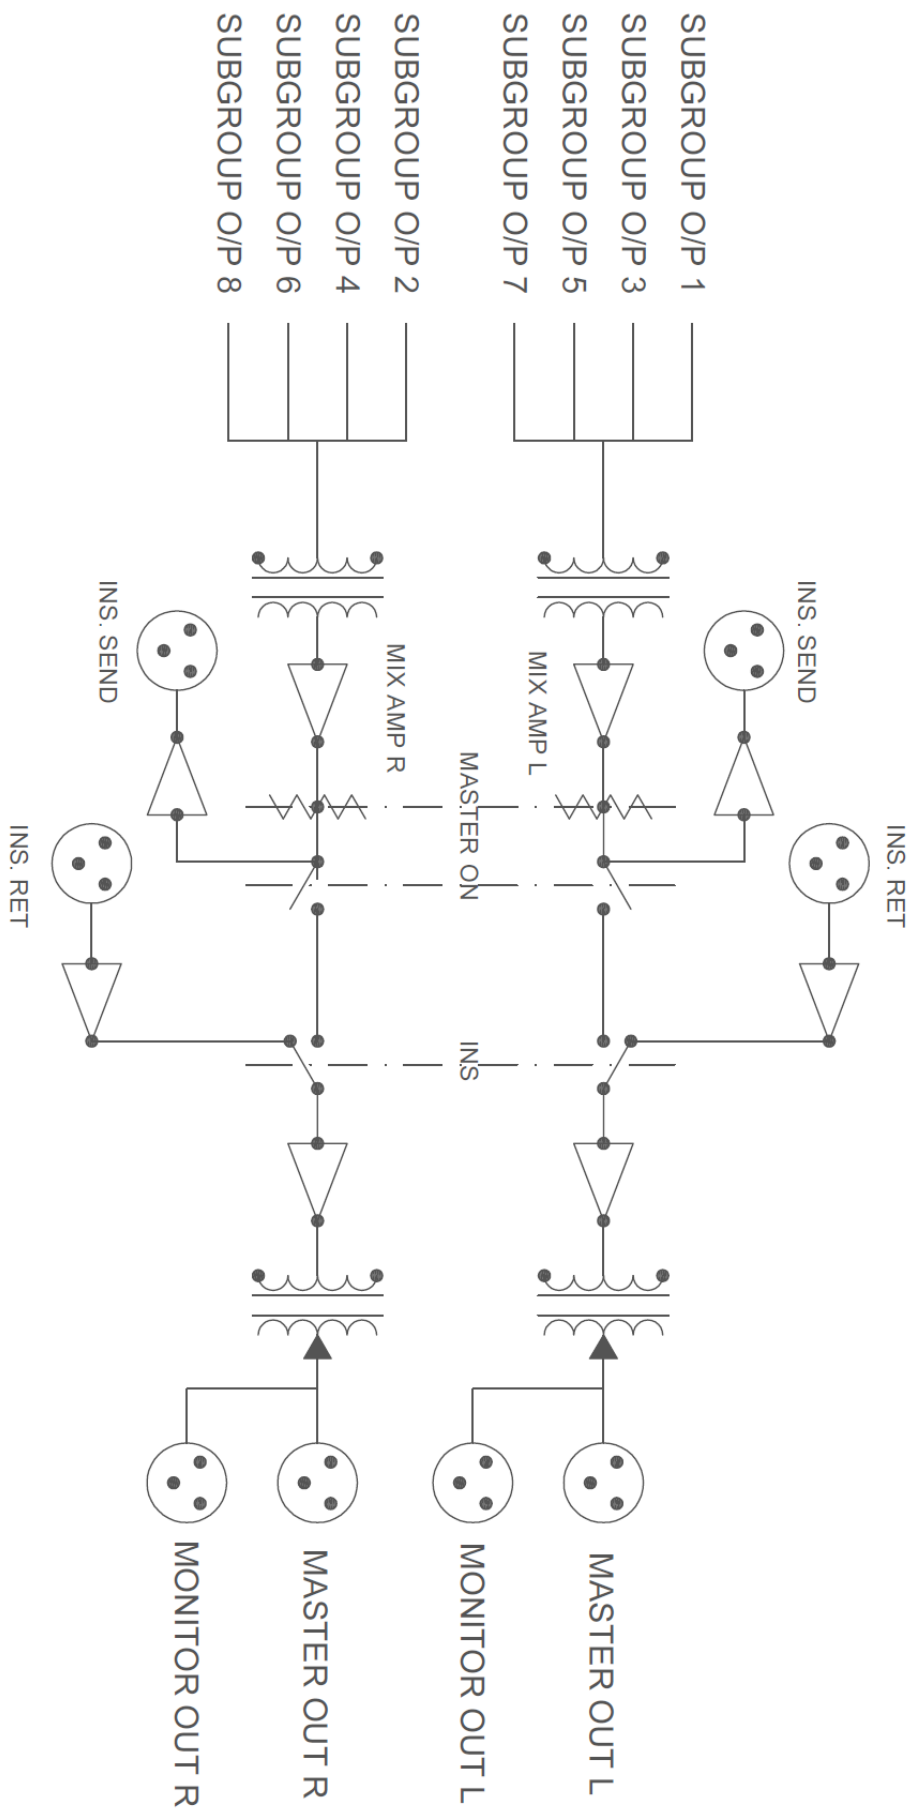 SUBGROUP O/P 1
SUBGROUP O/P 3
SUBGROUP O/P 5
SUBGROUP O/P 7
SUBGROUP O/P 2
SUBGROUP O/P 4
SUBGROUP O/P 6
SUBGROUP O/P 8
INS. SEND
INS. RET
MIX AMP L
MASTER ON
INS
MIX AMP R
INS. SEND
INS. RET
MASTER OUT L
MONITOR OUT L
MASTER OUT R
MONITOR OUT R